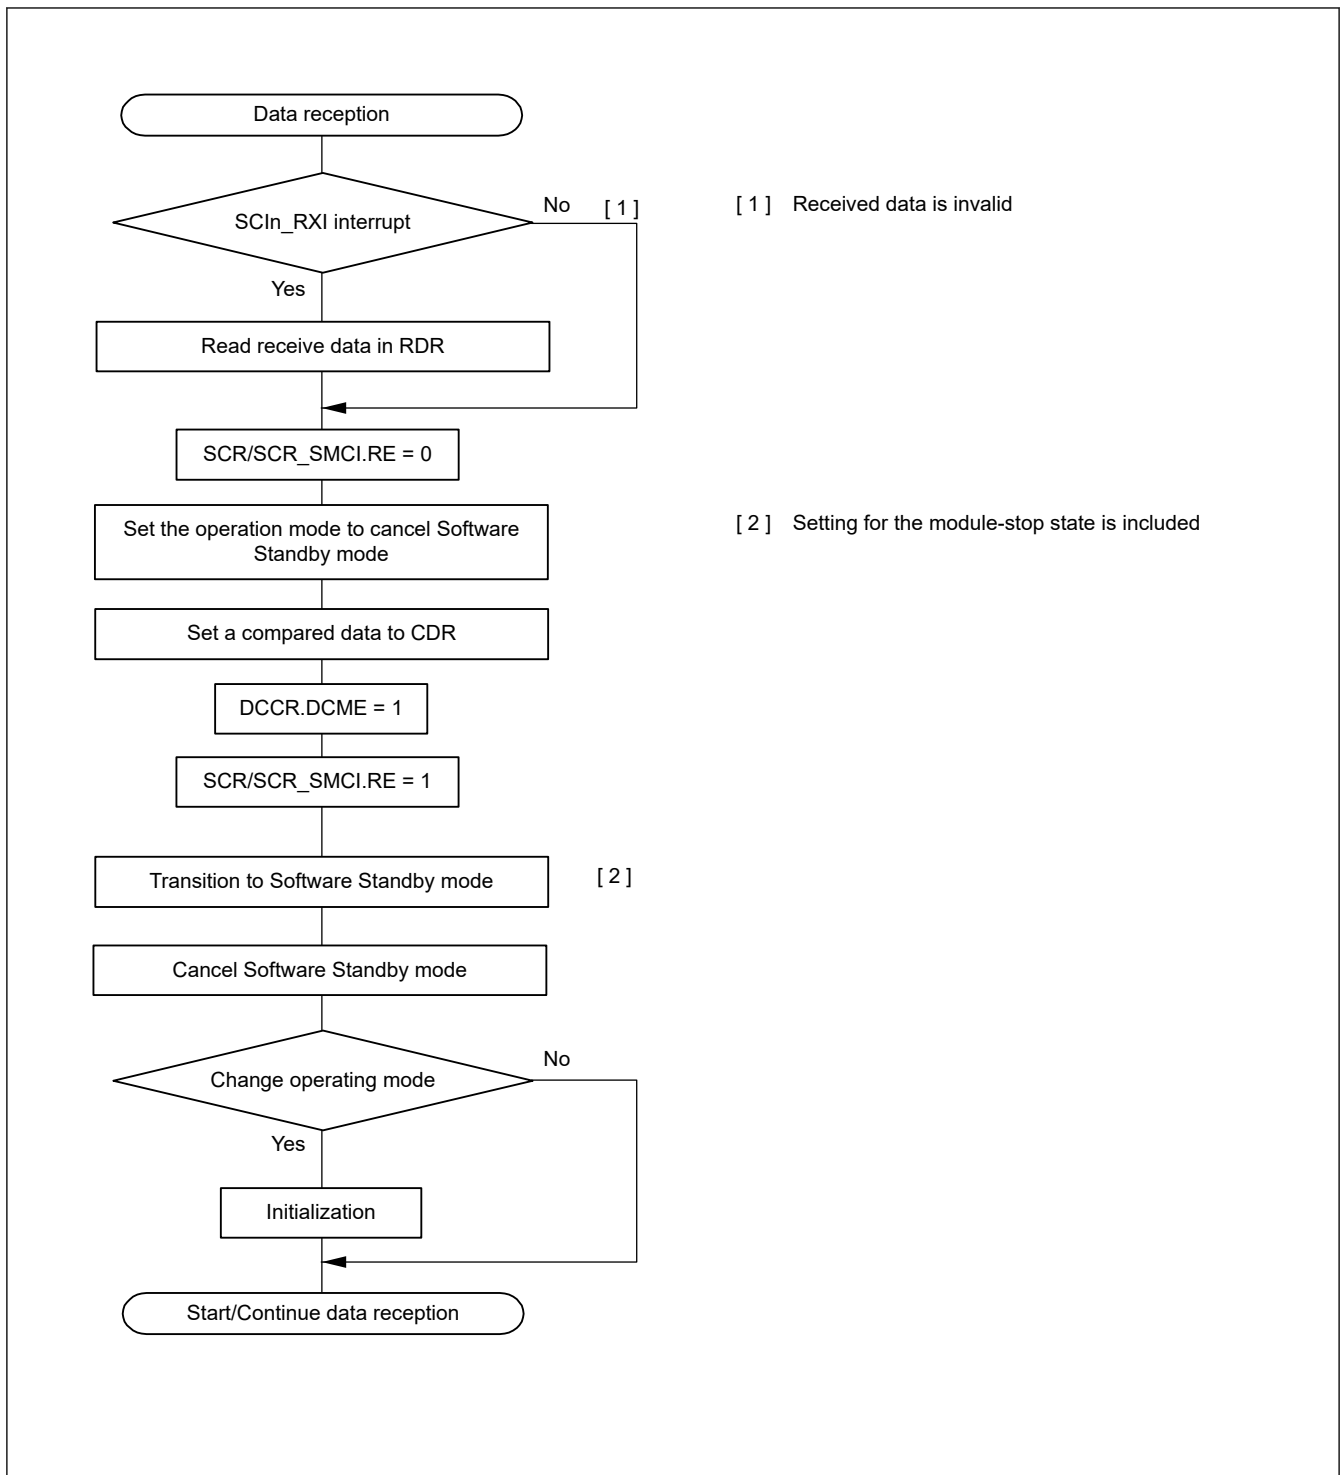 Data reception
SCIn_RXI interrupt
No [ 1 ]
[ 1 ] Received data is invalid
Yes
Read receive data in RDR
SCR/SCR_SMCI.RE = 0
Set the operation mode to cancel Software
Standby mode
[ 2 ] Setting for the module-stop state is included
Set a compared data to CDR
DCCR.DCME = 1
SCR/SCR_SMCI.RE = 1
Transition to Software Standby mode
[ 2 ]
Cancel Software Standby mode
Change operating mode
No
Yes
Initialization
Start/Continue data reception